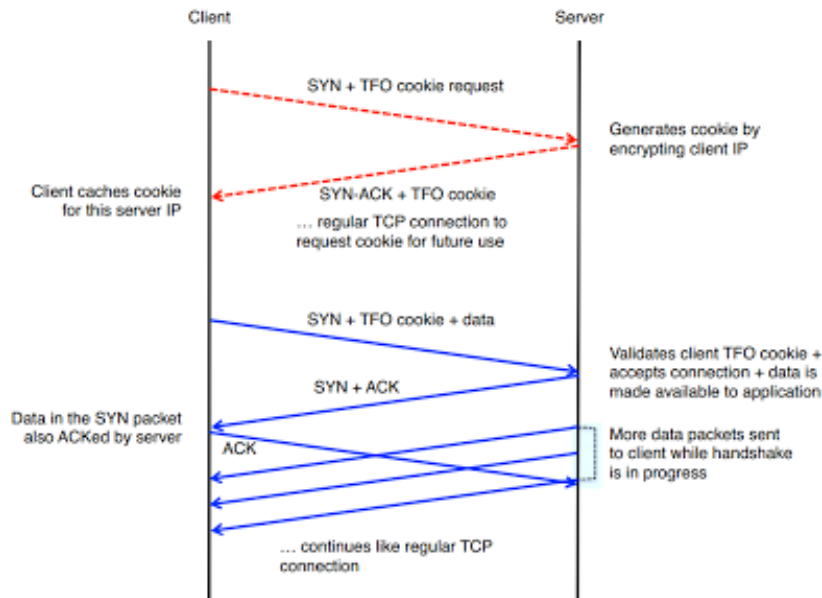 Client
Server
SYN + TFO cookie request
Generates cookie by
encrypting client IP
Client caches cookie
for this server IP
SYN-ACK + TFO cookie
... regular TCP connection to
request cookie for future use
SYN + TFO cookie + data
Validates client TFO cookie +
accepts connection + data is
made available to application
SYN + ACK
Data in the SYN packet
also ACKed by server
ACK
More data packets sent
to client while handshake
is in progress
... continues like regular TCP
connection